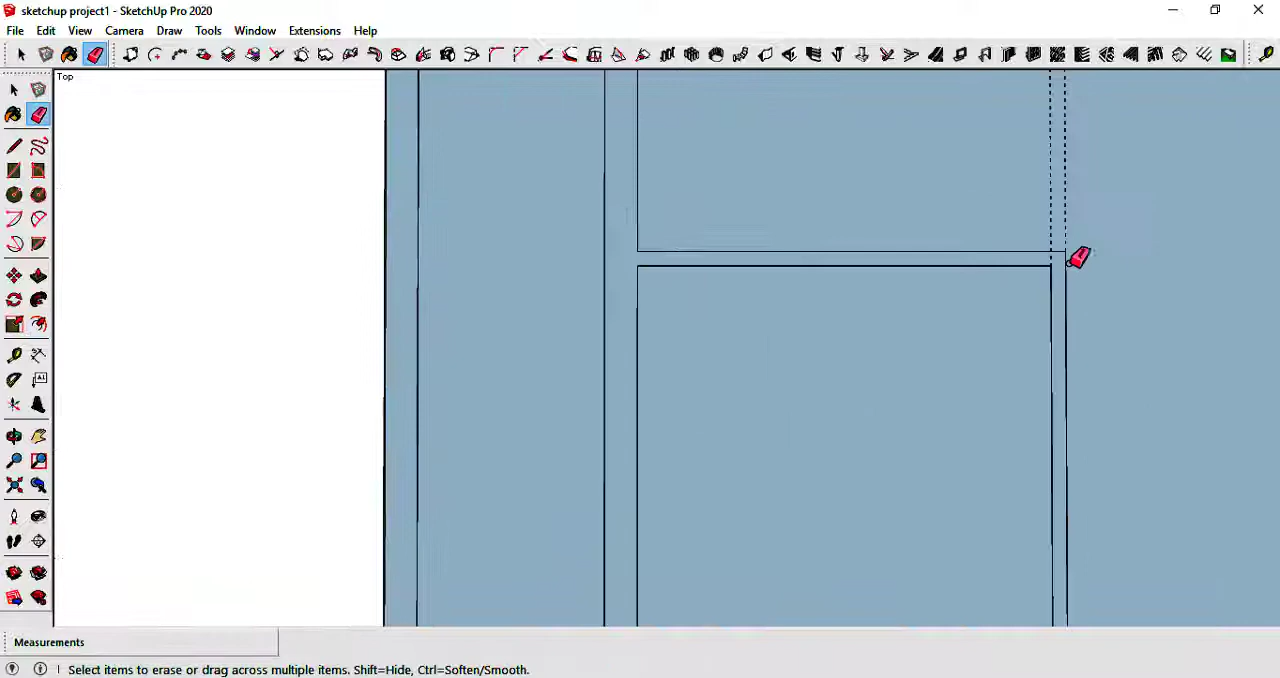 sketchup project1 - SketchUp Pro 2020
File Edit View Camera Draw Tools Window Extensions Help
Top
A1
Measurements
Select items to erase or drag across multiple items. Shift=Hide, Ctrl=Soften/Smooth.